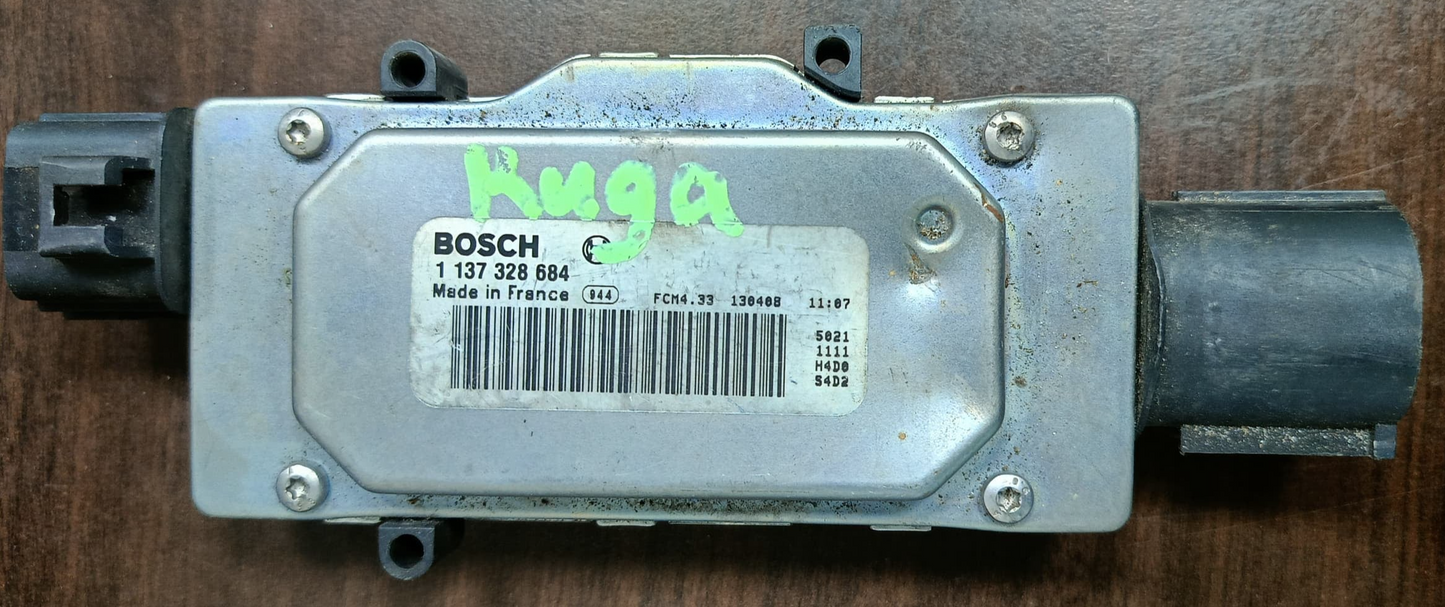 Kuga
BOSCH
1 137 328 684
Made in France 944 FCM4.33 130408 11:07
5021
1111
H4D0
S4D2